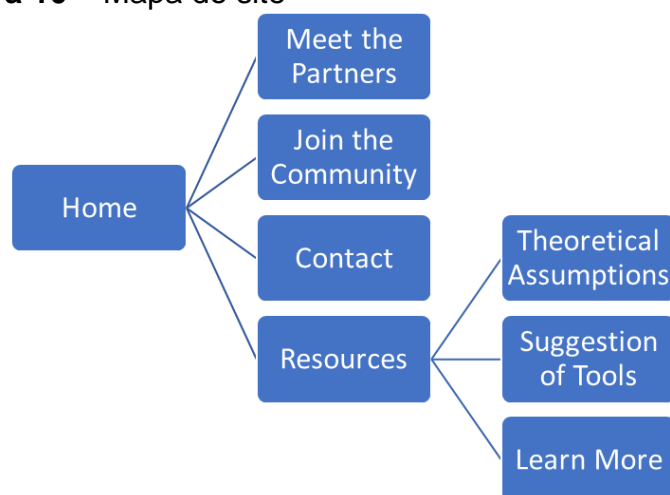 Mapa do site
Meet the
Partners
Join the
Community
Home
Contact
Resources
Theoretical
Assumptions
Suggestion
of Tools
Learn More